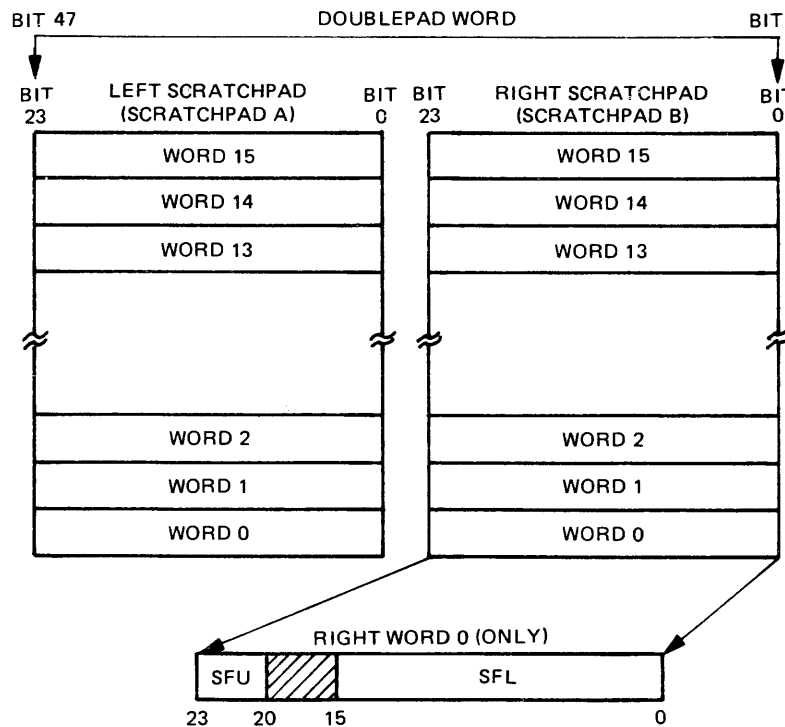 BIT 47 DOUBLEPAD WORD BIT
BIT LEFT SCRATCHPAD BIT BIT RIGHT SCRATCHPAD BIT
23 (SCRATCHPAD A) 0 23 (SCRATCHPAD B) 0
WORD 15 WORD 15
WORD 14 WORD 14
WORD 13 WORD 13
WORD 2 WORD 2
WORD 1 WORD 1
WORD 0 WORD 0
RIGHT WORD 0 (ONLY)
SFU SFL
23 20 15 0